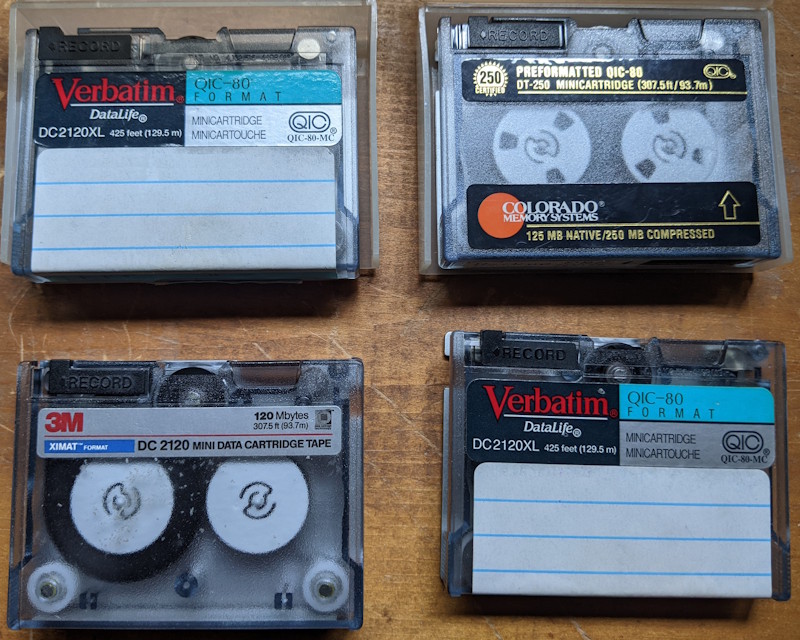 RECORD
Verbatim®
DataLife®
DC2120XL 425 feet (129.5 m)
QIC-80
FORMAT
MINICARTRIDGE
MINICARTOUCHE
QIC
QIC-80-MC
RECORD
250
CERTIFIED
PREFORMATTED QIC-80
DT-250 MINICARTRIDGE (307.5ft/93.7m)
QIC
COLORADO®
MEMORY SYSTEMS
125 MB NATIVE/250 MB COMPRESSED
RECORD
3M
120 Mbytes
307.5 ft (93.7m)
XIMAT™ FORMAT
DC 2120 MINI DATA CARTRIDGE TAPE
RECORD
Verbatim®
DataLife®
DC2120XL 425 feet (129.5 m)
QIC-80
FORMAT
MINICARTRIDGE
MINICARTOUCHE
QIC
QIC-80-MC